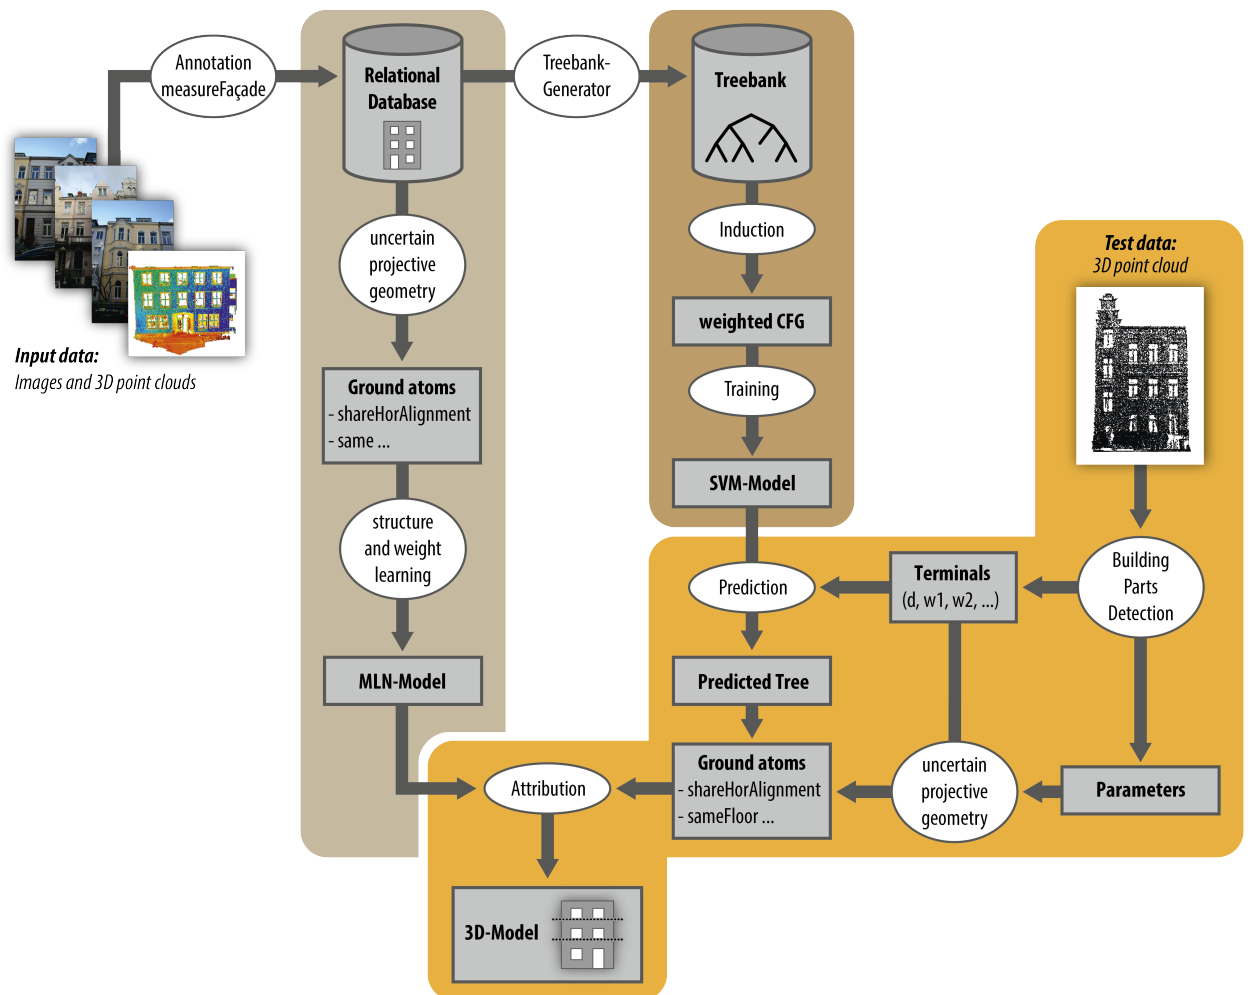 Annotation
measureFaçade
Relational
Database
Treebank-
Generator
Treebank
Input data:
Images and 3D point clouds
uncertain
projective
geometry
Induction
Test data:
3D point cloud
weighted CFG
Ground atoms
- shareHorAlignment
- same ...
Training
SVM-Model
structure
and weight
learning
Prediction
Terminals
(d, w1, w2, ...)
Building
Parts
Detection
MLN-Model
Predicted Tree
Attribution
Ground atoms
- shareHorAlignment
- sameFloor ...
uncertain
projective
geometry
Parameters
3D-Model